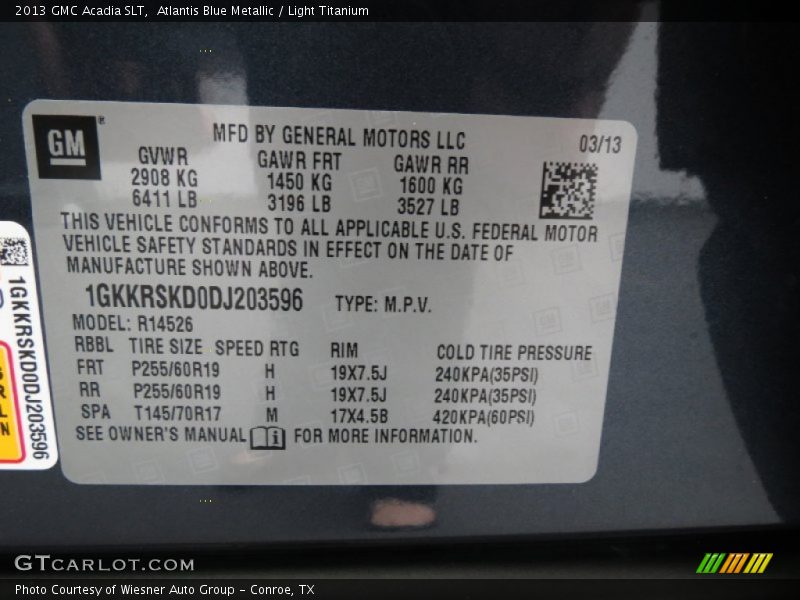 2013 GMC Acadia SLT, Atlantis Blue Metallic / Light Titanium
GM ®
MFD BY GENERAL MOTORS LLC 03/13
GVWR GAWR FRT GAWR RR
2908 KG 1450 KG 1600 KG
6411 LB 3196 LB 3527 LB
THIS VEHICLE CONFORMS TO ALL APPLICABLE U.S. FEDERAL MOTOR
VEHICLE SAFETY STANDARDS IN EFFECT ON THE DATE OF
MANUFACTURE SHOWN ABOVE.
1GKKRSKD0DJ203596 TYPE: M.P.V.
MODEL: R14526
RBBL TIRE SIZE SPEED RTG RIM COLD TIRE PRESSURE
FRT P255/60R19 H 19X7.5J 240KPA(35PSI)
RR P255/60R19 H 19X7.5J 240KPA(35PSI)
SPA T145/70R17 M 17X4.5B 420KPA(60PSI)
SEE OWNER'S MANUAL FOR MORE INFORMATION.
1GKKRSKD0DJ203596
GTCARLOT.COM
Photo Courtesy of Wiesner Auto Group - Conroe, TX